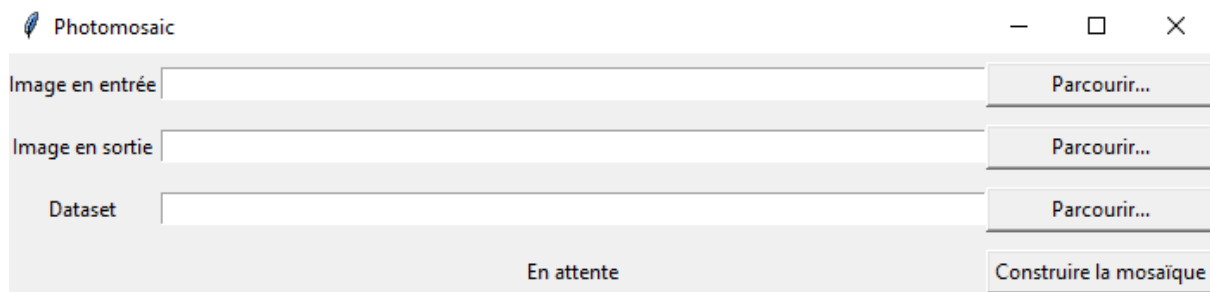 Photomosaic
Image en entrée Parcourir...
Image en sortie Parcourir...
Dataset Parcourir...
En attente Construire la mosaïque